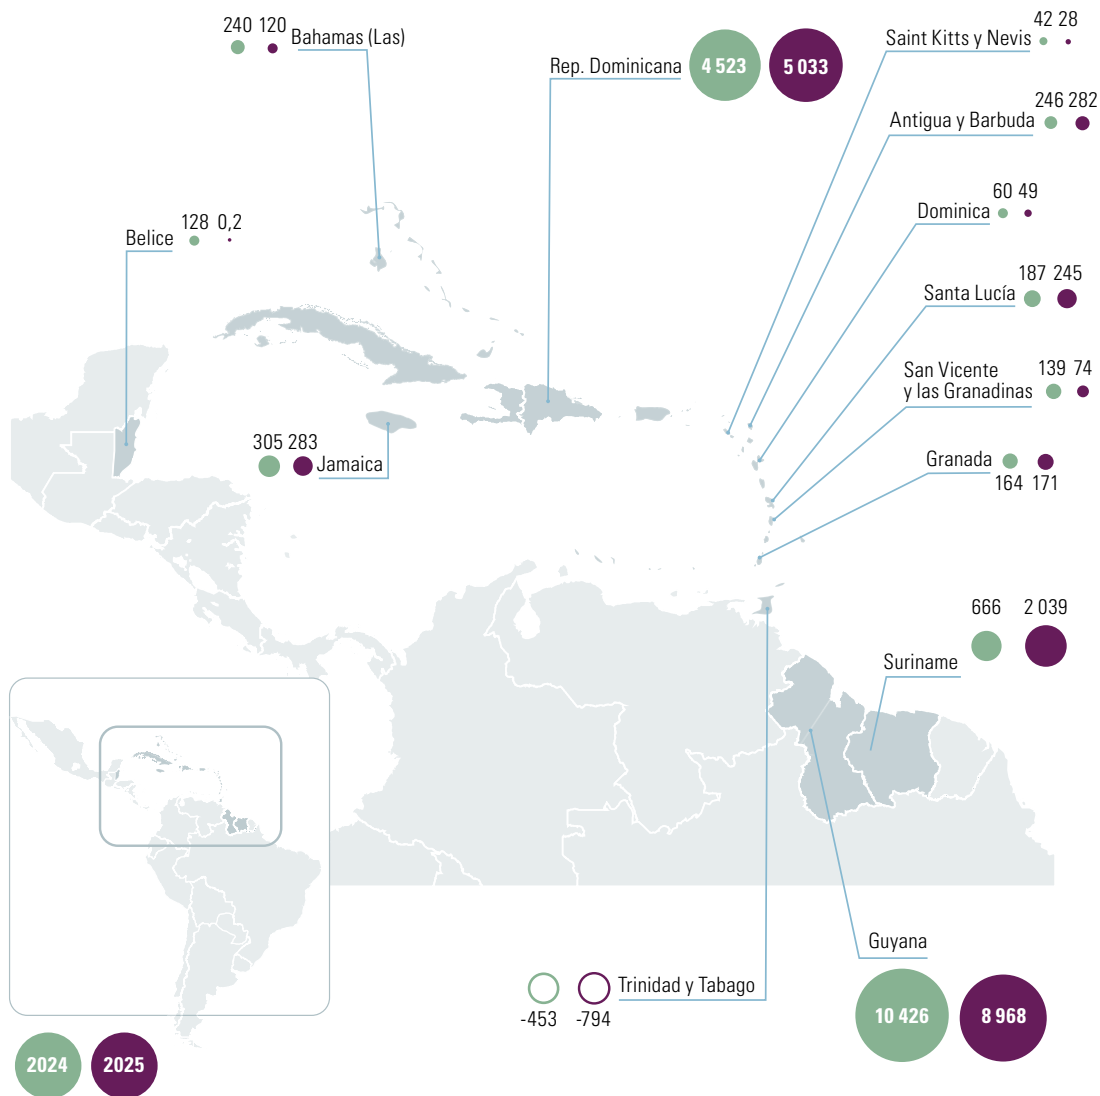 240 120
Bahamas (Las)
Rep. Dominicana
4 523
5 033
42 28
Saint Kitts y Nevis
246 282
Antigua y Barbuda
60 49
Dominica
128 0,2
Belice
187 245
Santa Lucía
139 74
San Vicente
y las Granadinas
305 283
Jamaica
Granada
164 171
666 2 039
Suriname
Guyana
10 426
8 968
Trinidad y Tabago
-453 -794
2024
2025